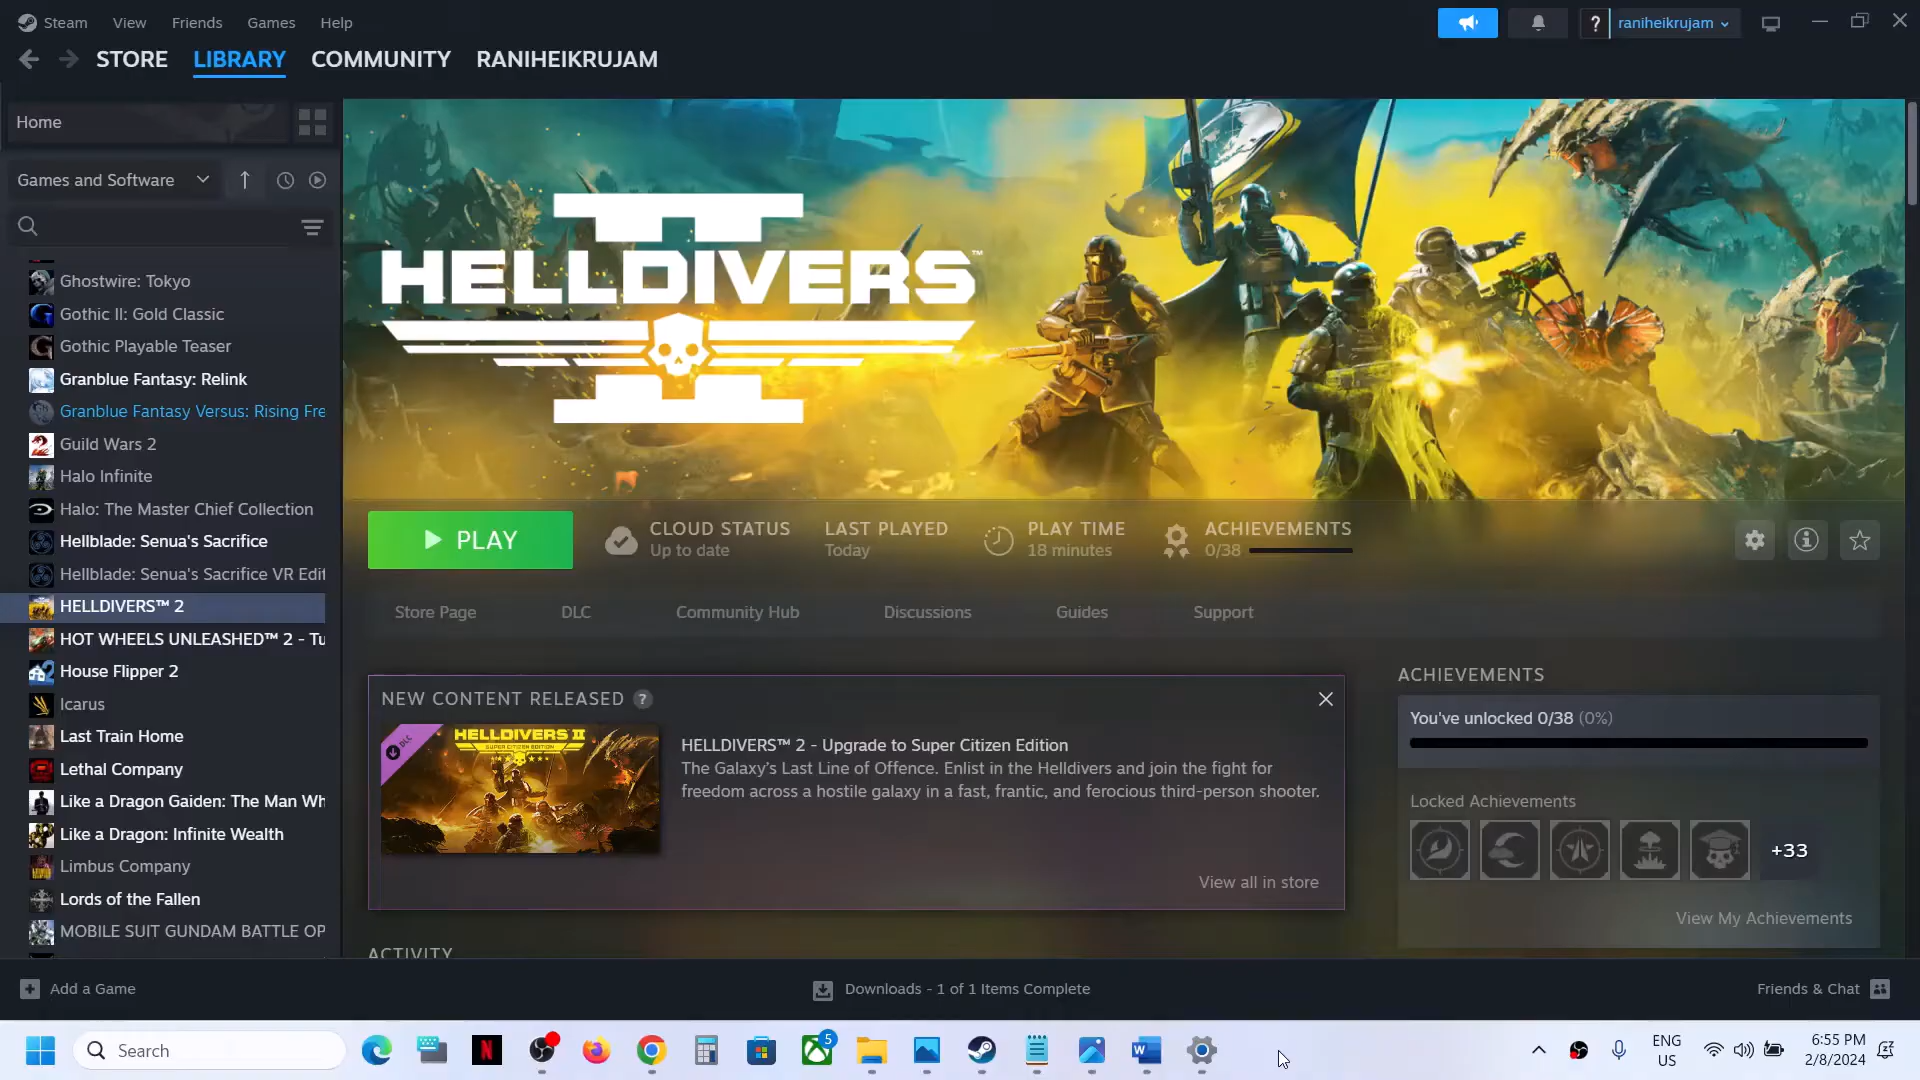 Steam View Friends Games Help
raniheikrujam
STORE LIBRARY COMMUNITY RANIHEIKRUJAM
Home
Games and Software
Ghostwire: Tokyo
Gothic II: Gold Classic
Gothic Playable Teaser
Granblue Fantasy: Relink
Granblue Fantasy Versus: Rising Fre
Guild Wars 2
Halo Infinite
Halo: The Master Chief Collection
Hellblade: Senua's Sacrifice
Hellblade: Senua's Sacrifice VR Edit
HELLDIVERS™ 2
HOT WHEELS UNLEASHED™ 2 - Tu
House Flipper 2
Icarus
Last Train Home
Lethal Company
Like a Dragon Gaiden: The Man Wh
Like a Dragon: Infinite Wealth
Limbus Company
Lords of the Fallen
MOBILE SUIT GUNDAM BATTLE OP
HELLDIVERS™
PLAY
CLOUD STATUS
Up to date
LAST PLAYED
Today
PLAY TIME
18 minutes
ACHIEVEMENTS
0/38
Store Page DLC Community Hub Discussions Guides Support
NEW CONTENT RELEASED ?
DLC
HELLDIVERS II
SUPER CITIZEN EDITION
HELLDIVERS™ 2 - Upgrade to Super Citizen Edition
The Galaxy's Last Line of Offence. Enlist in the Helldivers and join the fight for
freedom across a hostile galaxy in a fast, frantic, and ferocious third-person shooter.
View all in store
ACTIVITY
ACHIEVEMENTS
You've unlocked 0/38 (0%)
Locked Achievements
+33
View My Achievements
Add a Game
Downloads - 1 of 1 Items Complete
Friends & Chat
Search
5
ENG
US
6:55 PM
2/8/2024